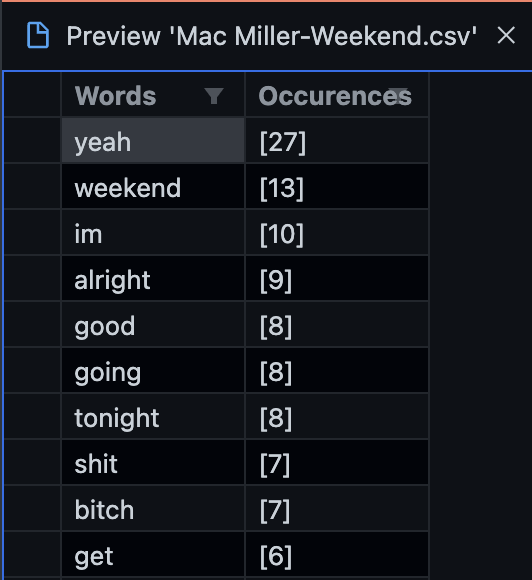 Preview 'Mac Miller-Weekend.csv'
Words Occurences
yeah [27]
weekend [13]
im [10]
alright [9]
good [8]
going [8]
tonight [8]
shit [7]
bitch [7]
get [6]